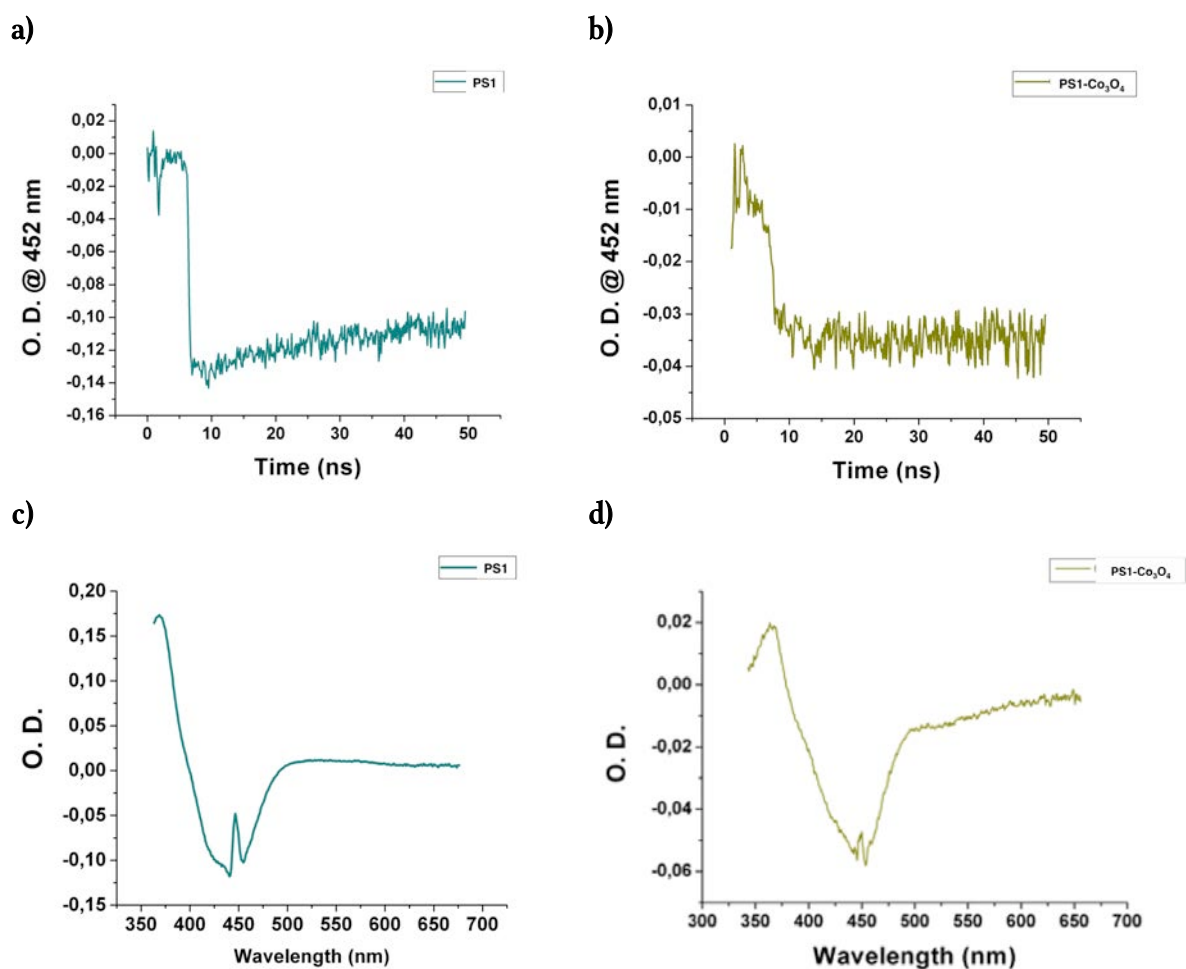 a)
PS1
0,02
0,00
-0,02
-0,04
-0,06
-0,08
-0,10
-0,12
-0,14
-0,16
O. D. @ 452 nm
0 10 20 30 40 50
Time (ns)
b)
PS1-Co₃O₄
0,01
0,00
-0,01
-0,02
-0,03
-0,04
-0,05
O. D. @ 452 nm
0 10 20 30 40 50
Time (ns)
c)
PS1
0,20
0,15
0,10
0,05
0,00
-0,05
-0,10
-0,15
O. D.
350 400 450 500 550 600 650 700
Wavelength (nm)
d)
PS1-Co₃O₄
0,02
0,00
-0,02
-0,04
-0,06
O. D.
300 350 400 450 500 550 600 650 700
Wavelength (nm)